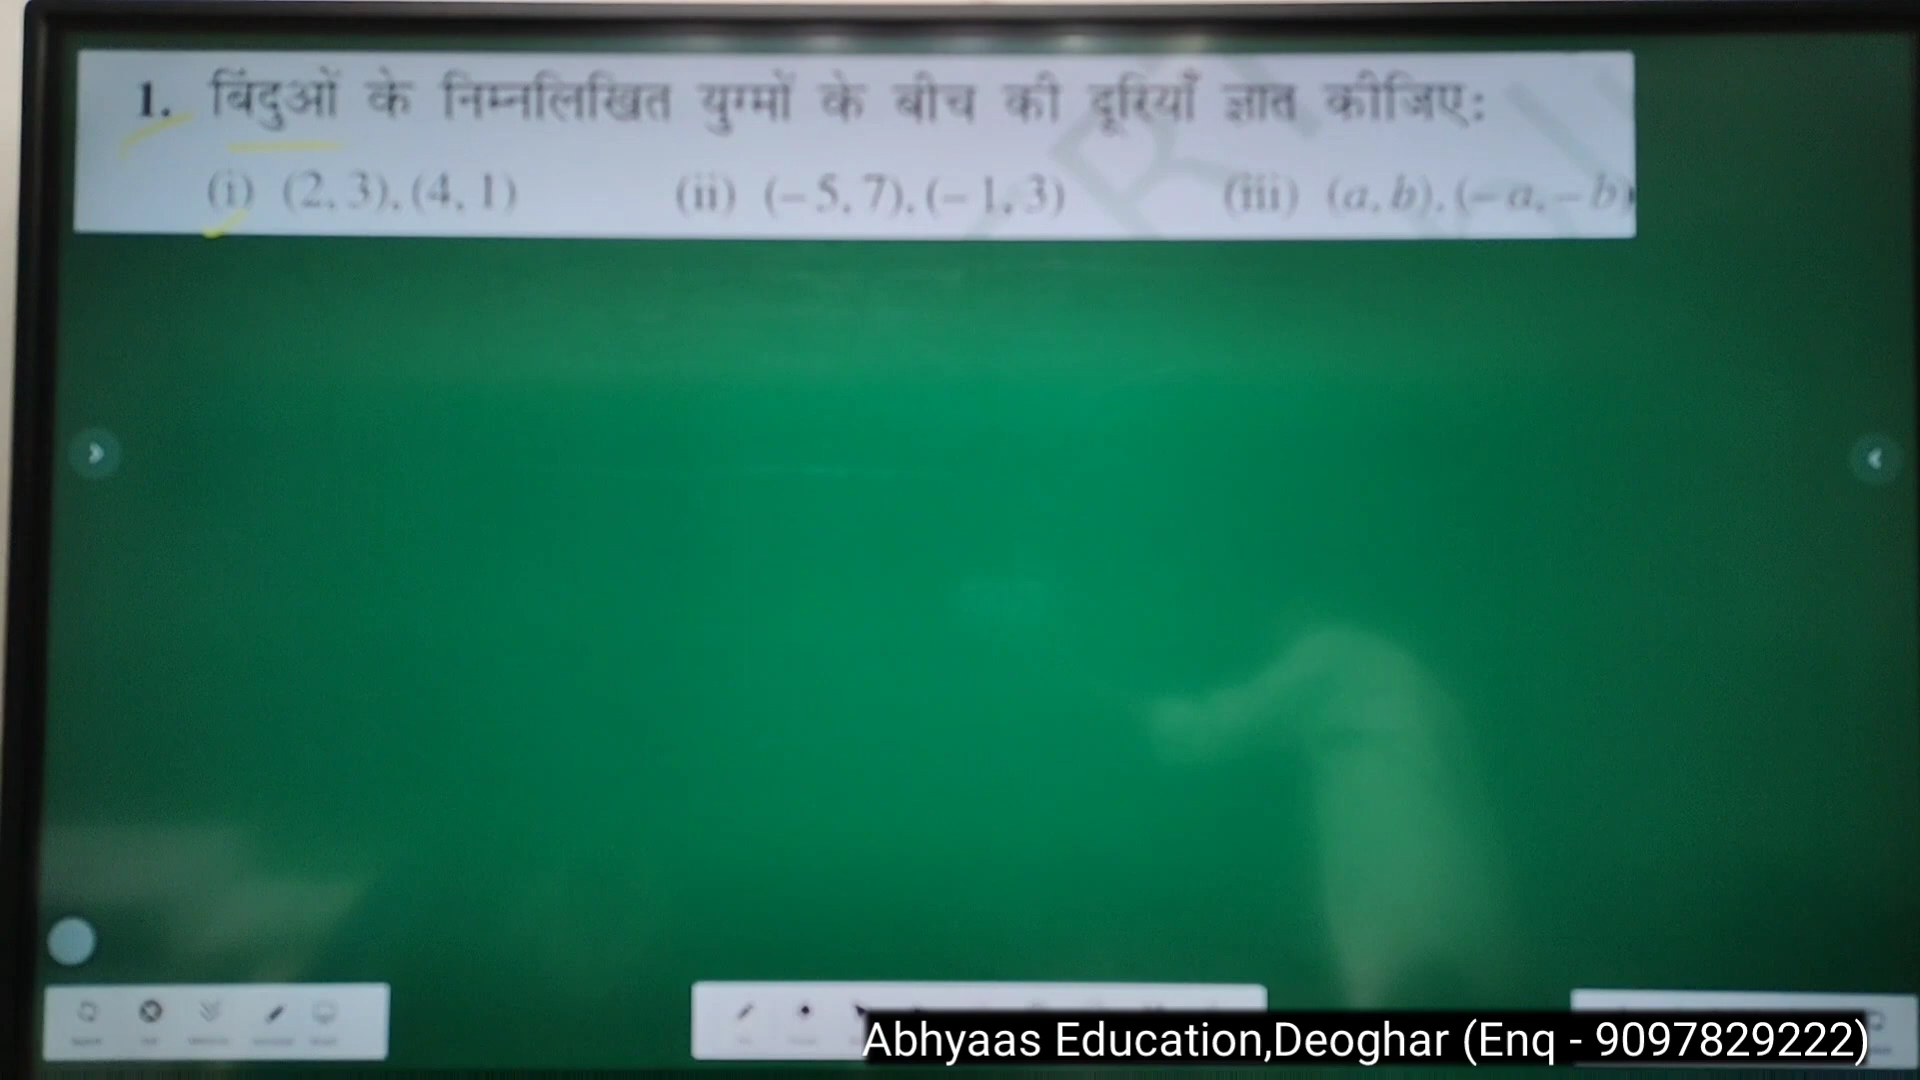 1. बिंदुओं के निम्नलिखित युग्मों के बीच की दूरियाँ ज्ञात कीजिए:
(i) (2, 3), (4, 1) (ii) (– 5, 7), (– 1, 3) (iii) (a, b), (– a, – b)
Abhyaas Education,Deoghar (Enq - 9097829222)